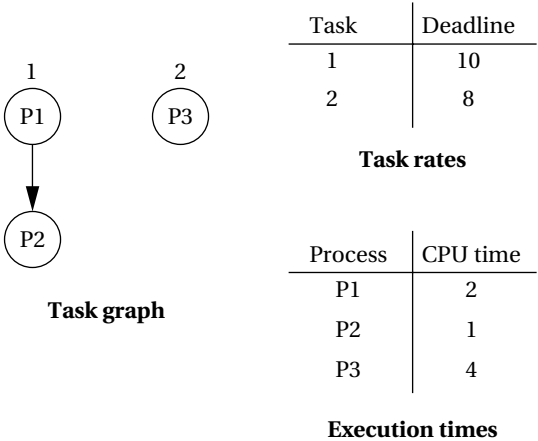 1
2
P1
P3
P2
Task graph
Task Deadline
1 10
2 8
Task rates
Process CPU time
P1 2
P2 1
P3 4
Execution times